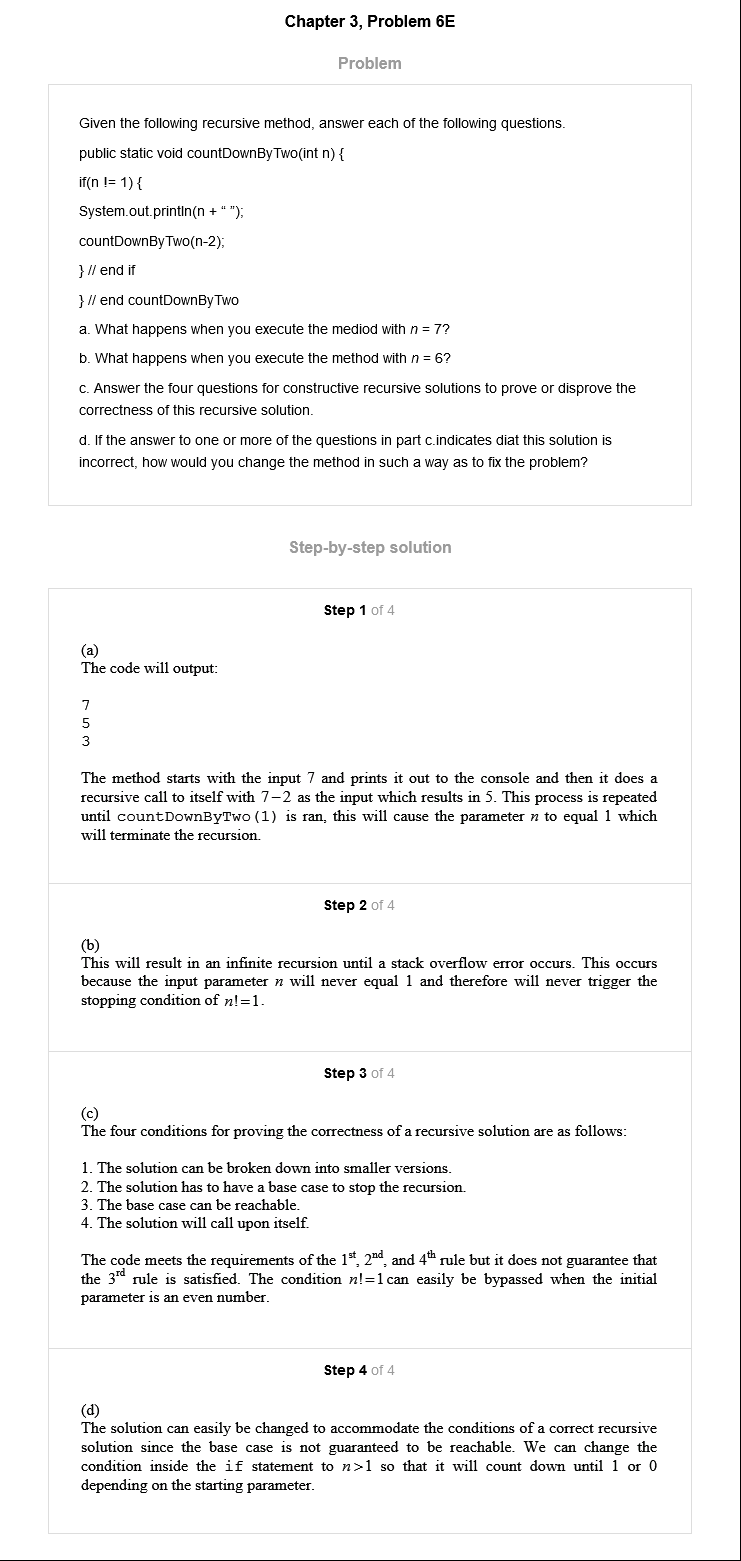 Chapter 3, Problem 6E
Problem
Given the following recursive method, answer each of the following questions.
public static void countDownByTwo(int n) {
if(n != 1) {
System.out.println(n + “ ”);
countDownByTwo(n-2);
} // end if
} // end countDownByTwo
a. What happens when you execute the mediod with n = 7?
b. What happens when you execute the method with n = 6?
c. Answer the four questions for constructive recursive solutions to prove or disprove the
correctness of this recursive solution.
d. If the answer to one or more of the questions in part c.indicates diat this solution is
incorrect, how would you change the method in such a way as to fix the problem?
Step-by-step solution
Step 1 of 4
(a)
The code will output:
7
5
3
The method starts with the input 7 and prints it out to the console and then it does a
recursive call to itself with 7−2 as the input which results in 5. This process is repeated
until countDownByTwo(1) is ran, this will cause the parameter n to equal 1 which
will terminate the recursion.
Step 2 of 4
(b)
This will result in an infinite recursion until a stack overflow error occurs. This occurs
because the input parameter n will never equal 1 and therefore will never trigger the
stopping condition of n!=1.
Step 3 of 4
(c)
The four conditions for proving the correctness of a recursive solution are as follows:
1. The solution can be broken down into smaller versions.
2. The solution has to have a base case to stop the recursion.
3. The base case can be reachable.
4. The solution will call upon itself.
The code meets the requirements of the 1st, 2nd, and 4th rule but it does not guarantee that
the 3rd rule is satisfied. The condition n!=1can easily be bypassed when the initial
parameter is an even number.
Step 4 of 4
(d)
The solution can easily be changed to accommodate the conditions of a correct recursive
solution since the base case is not guaranteed to be reachable. We can change the
condition inside the if statement to n>1 so that it will count down until 1 or 0
depending on the starting parameter.